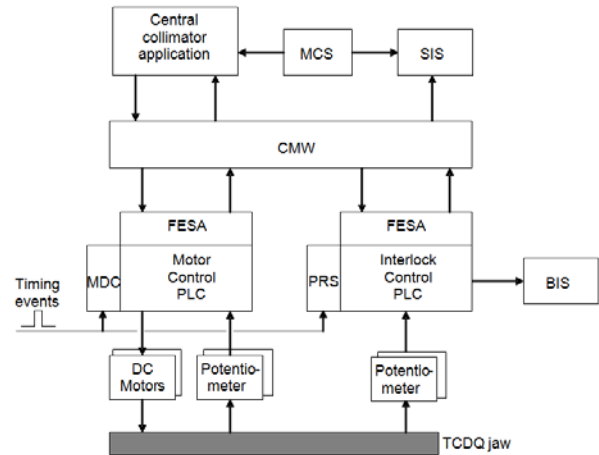 Central
collimator
application
MCS
SIS
CMW
FESA
FESA
MDC
Motor
Control
PLC
PRS
Interlock
Control
PLC
BIS
Timing
events
DC
Motors
Potentio-
meter
Potentio-
meter
TCDQ jaw